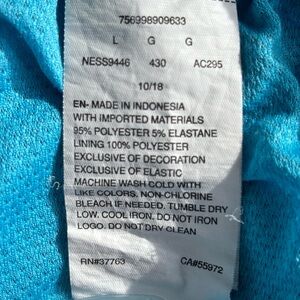 756998909633
L G G
NESS9446 430 AC295
10/18
EN- MADE IN INDONESIA
WITH IMPORTED MATERIALS
95% POLYESTER 5% ELASTANE
LINING 100% POLYESTER
EXCLUSIVE OF DECORATION
EXCLUSIVE OF ELASTIC
MACHINE WASH COLD WITH
LIKE COLORS, NON-CHLORINE
BLEACH IF NEEDED. TUMBLE DRY
LOW. COOL IRON. DO NOT IRON
LOGO. DO NOT DRY CLEAN
RN#37763 CA#55972